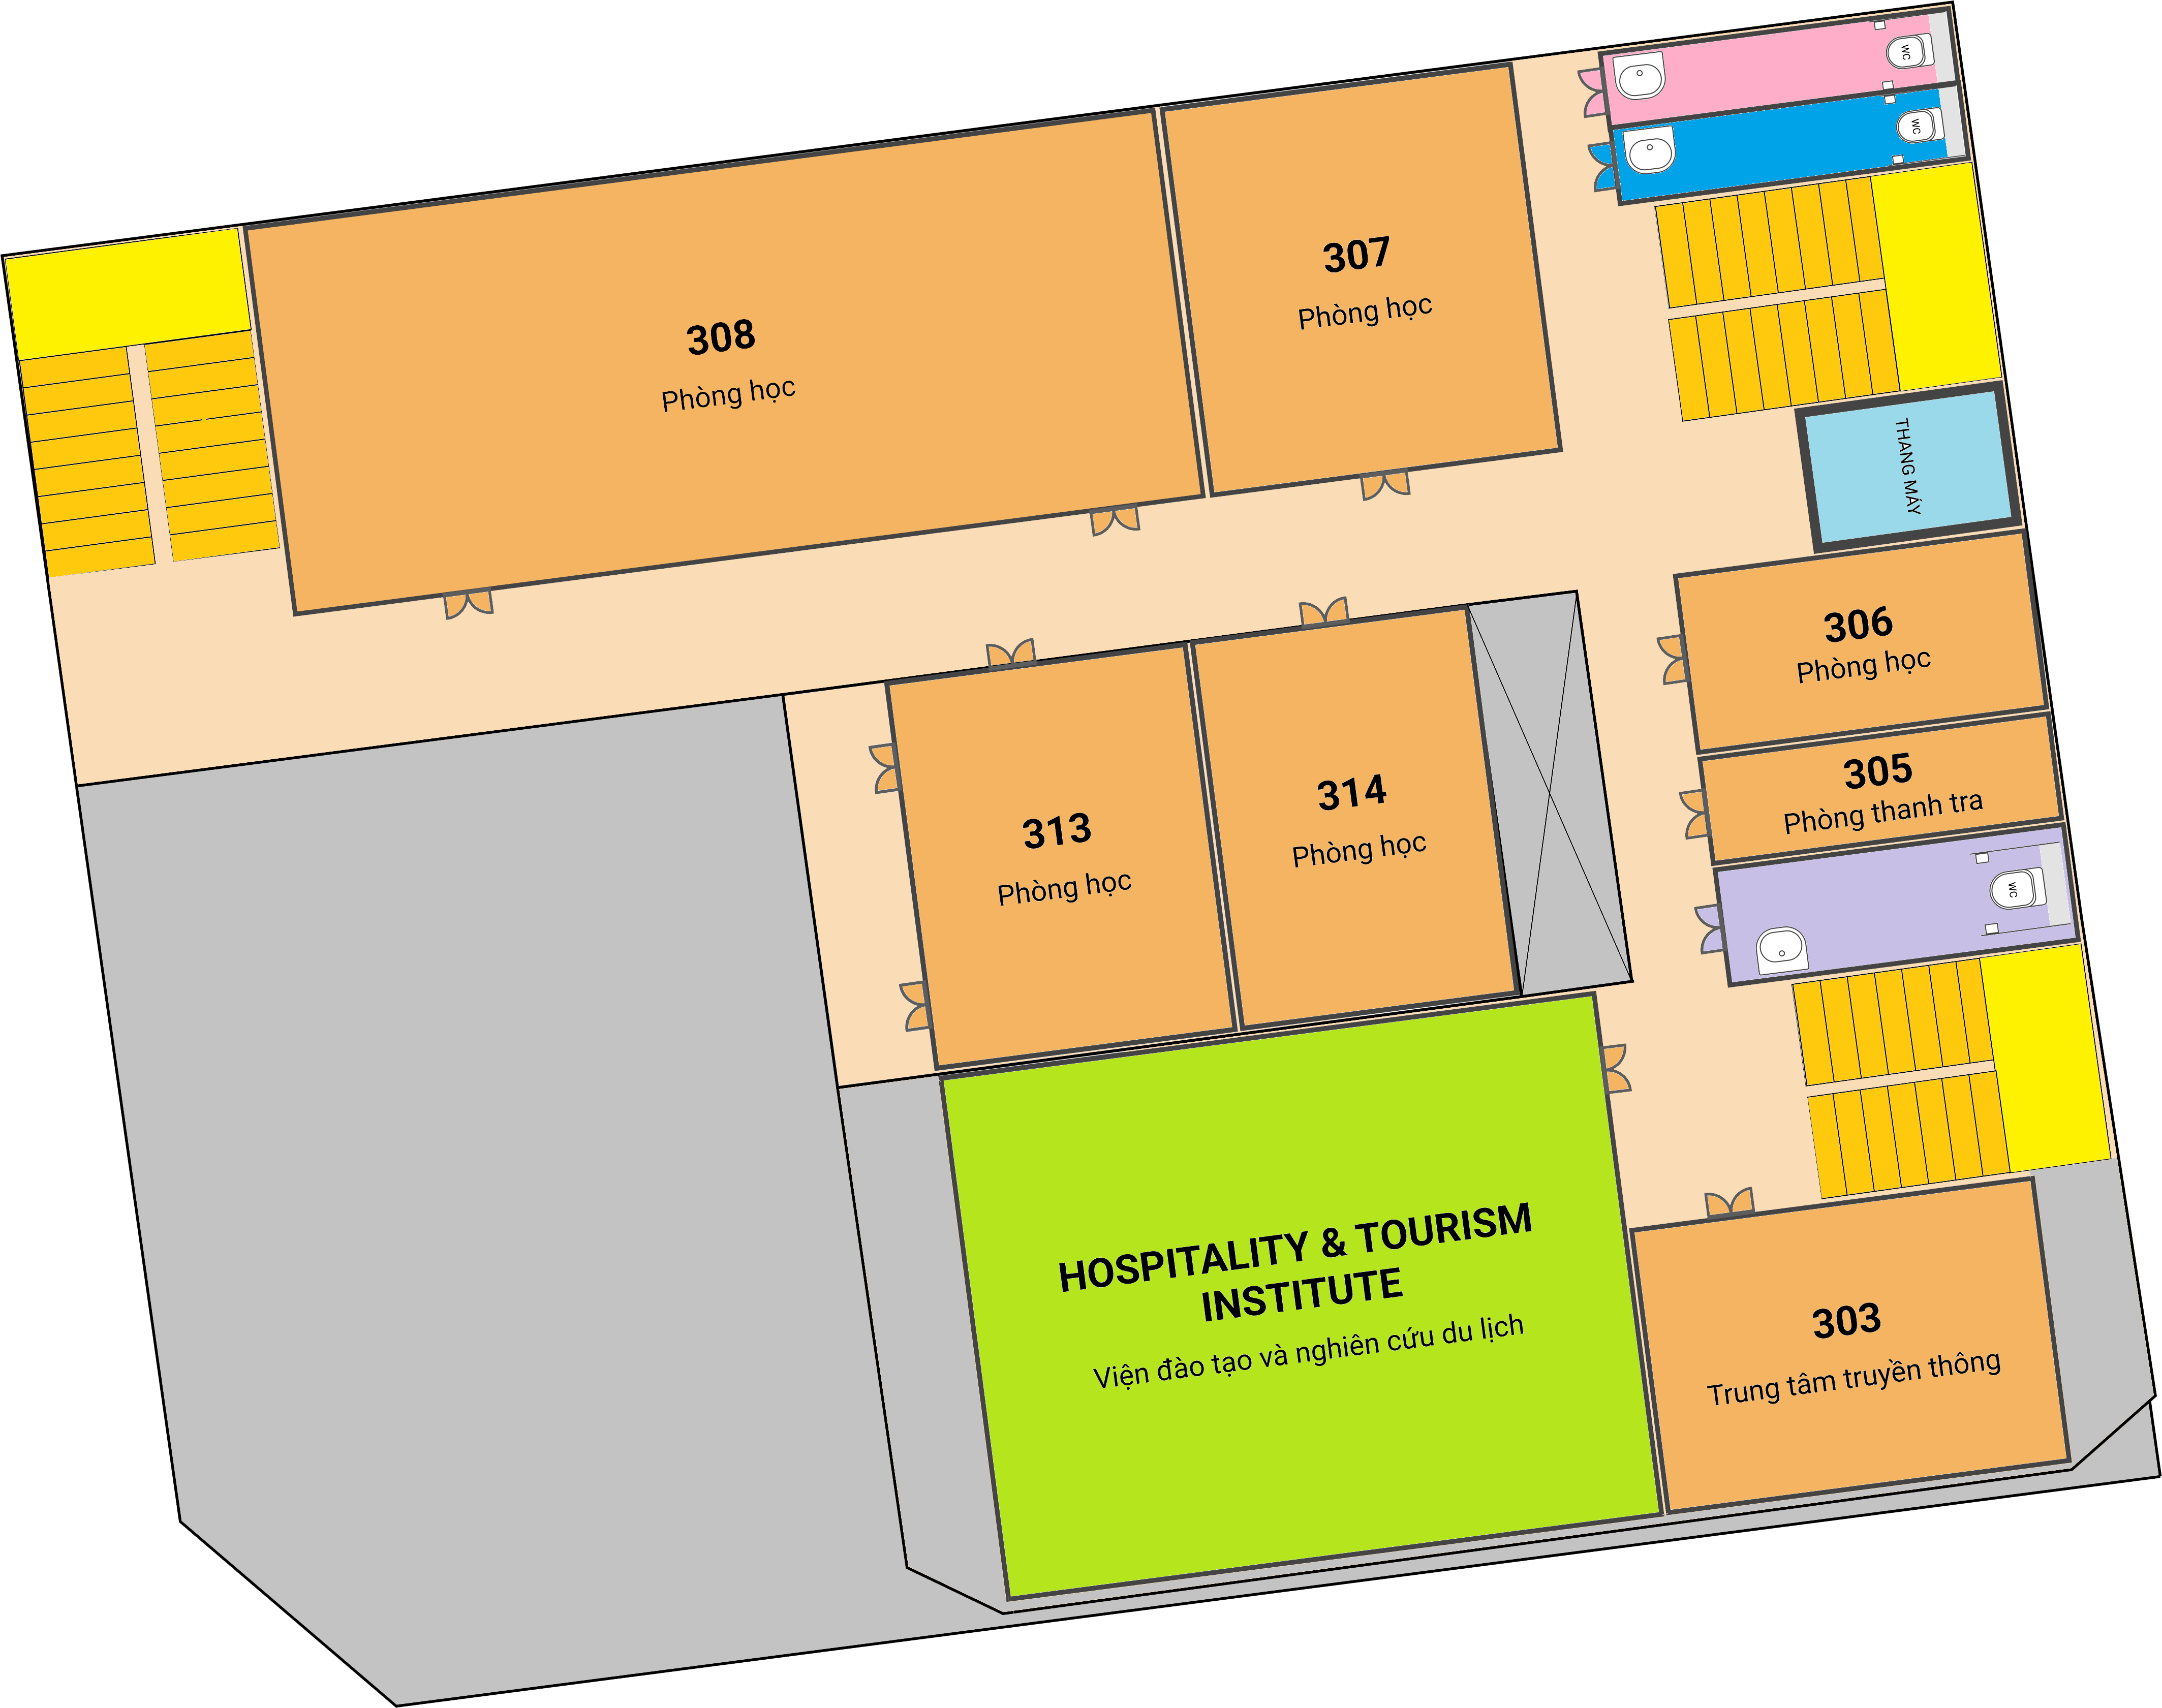 WC
WC
307
Phòng học
308
Phòng học
THANG MÁY
306
Phòng học
305
Phòng thanh tra
314
Phòng học
313
Phòng học
WC
HOSPITALITY & TOURISM
INSTITUTE
Viện đào tạo và nghiên cứu du lịch
303
Trung tâm truyền thông